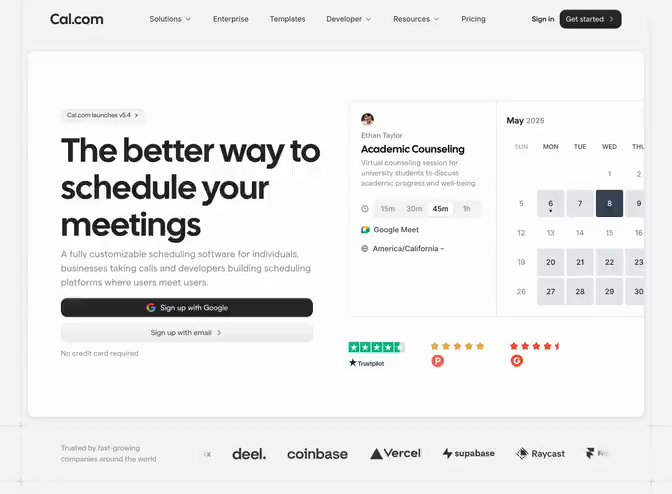 Cal.com
Solutions
Enterprise
Templates
Developer
Resources
Pricing
Sign in
Get started
Cal.com launches v5.4
The better way to
schedule your
meetings
A fully customizable scheduling software for individuals,
businesses taking calls and developers building scheduling
platforms where users meet users.
Sign up with Google
Sign up with email
No credit card required
Ethan Taylor
Academic Counseling
Virtual counseling session for
university students to discuss
academic progress and well-being.
15m 30m 45m 1h
Google Meet
America/California
May 2025
SUN MON TUE WED THU
1 2
5 6 7 8 9
12 13 14 15 16
19 20 21 22 23
26 27 28 29 30
Trustpilot
P
G
Trusted by fast-growing
companies around the world
deel.
coinbase
Vercel
supabase
Raycast